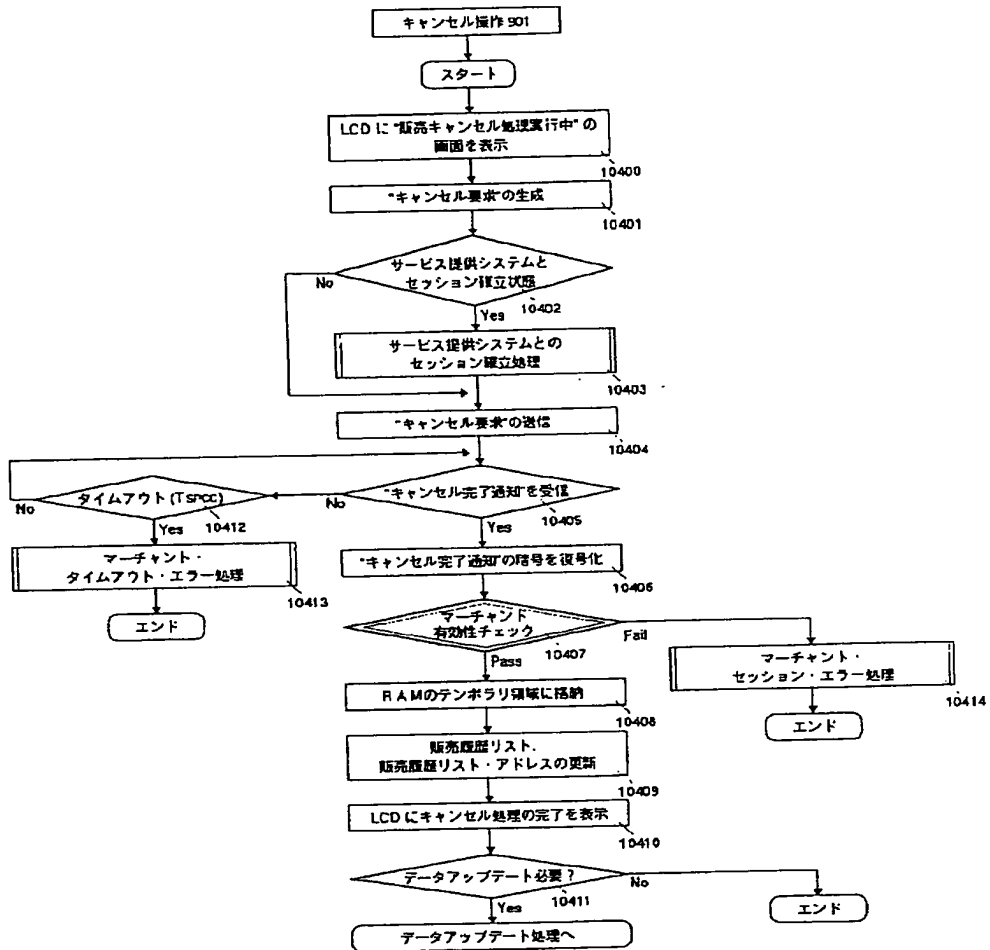 キャンセル操作 901
スタート
LCD に“販売キャンセル処理実行中”の
画面を表示
10400
“キャンセル要求”の生成
10401
サービス提供システムと
セッション確立状態
10402
No
Yes
サービス提供システムとの
セッション確立処理
10403
“キャンセル要求”の送信
10404
“キャンセル完了通知”を受信
10405
No
Yes
タイムアウト (TSPCC)
10412
No
Yes
マーチャント・
タイムアウト・エラー処理
10413
エンド
“キャンセル完了通知”の暗号を復号化
10406
マーチャント
有効性チェック
10407
Fail
Pass
マーチャント・
セッション・エラー処理
10414
エンド
RAMのテンポラリ領域に格納
10408
販売履歴リスト、
販売履歴リスト・アドレスの更新
10409
LCD にキャンセル処理の完了を表示
10410
データアップデート必要?
10411
No
Yes
エンド
データアップデート処理へ